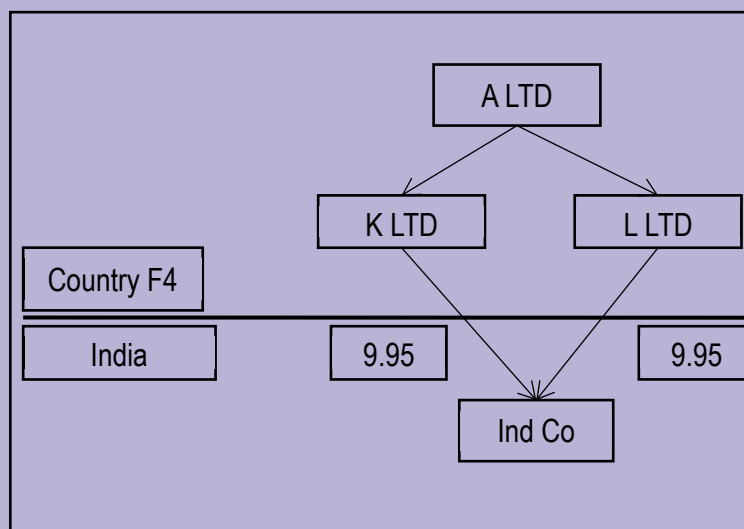 A LTD
K LTD
L LTD
Country F4
India
9.95
9.95
Ind Co